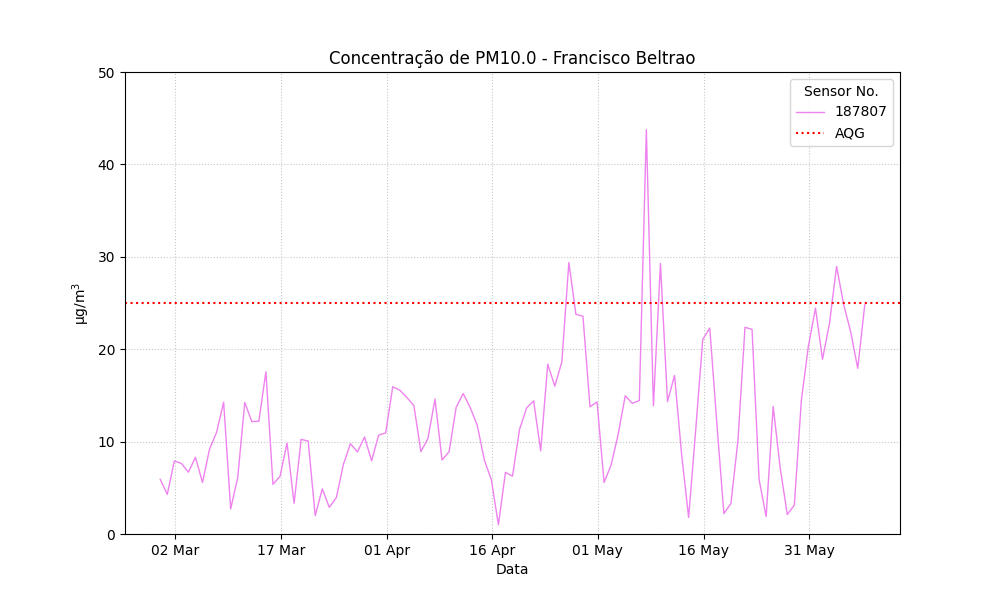 Concentração de PM10.0 - Francisco Beltrao
Sensor No.
187807
AQG
50
40
30
20
10
0
µg/m³
02 Mar
17 Mar
01 Apr
16 Apr
01 May
16 May
31 May
Data